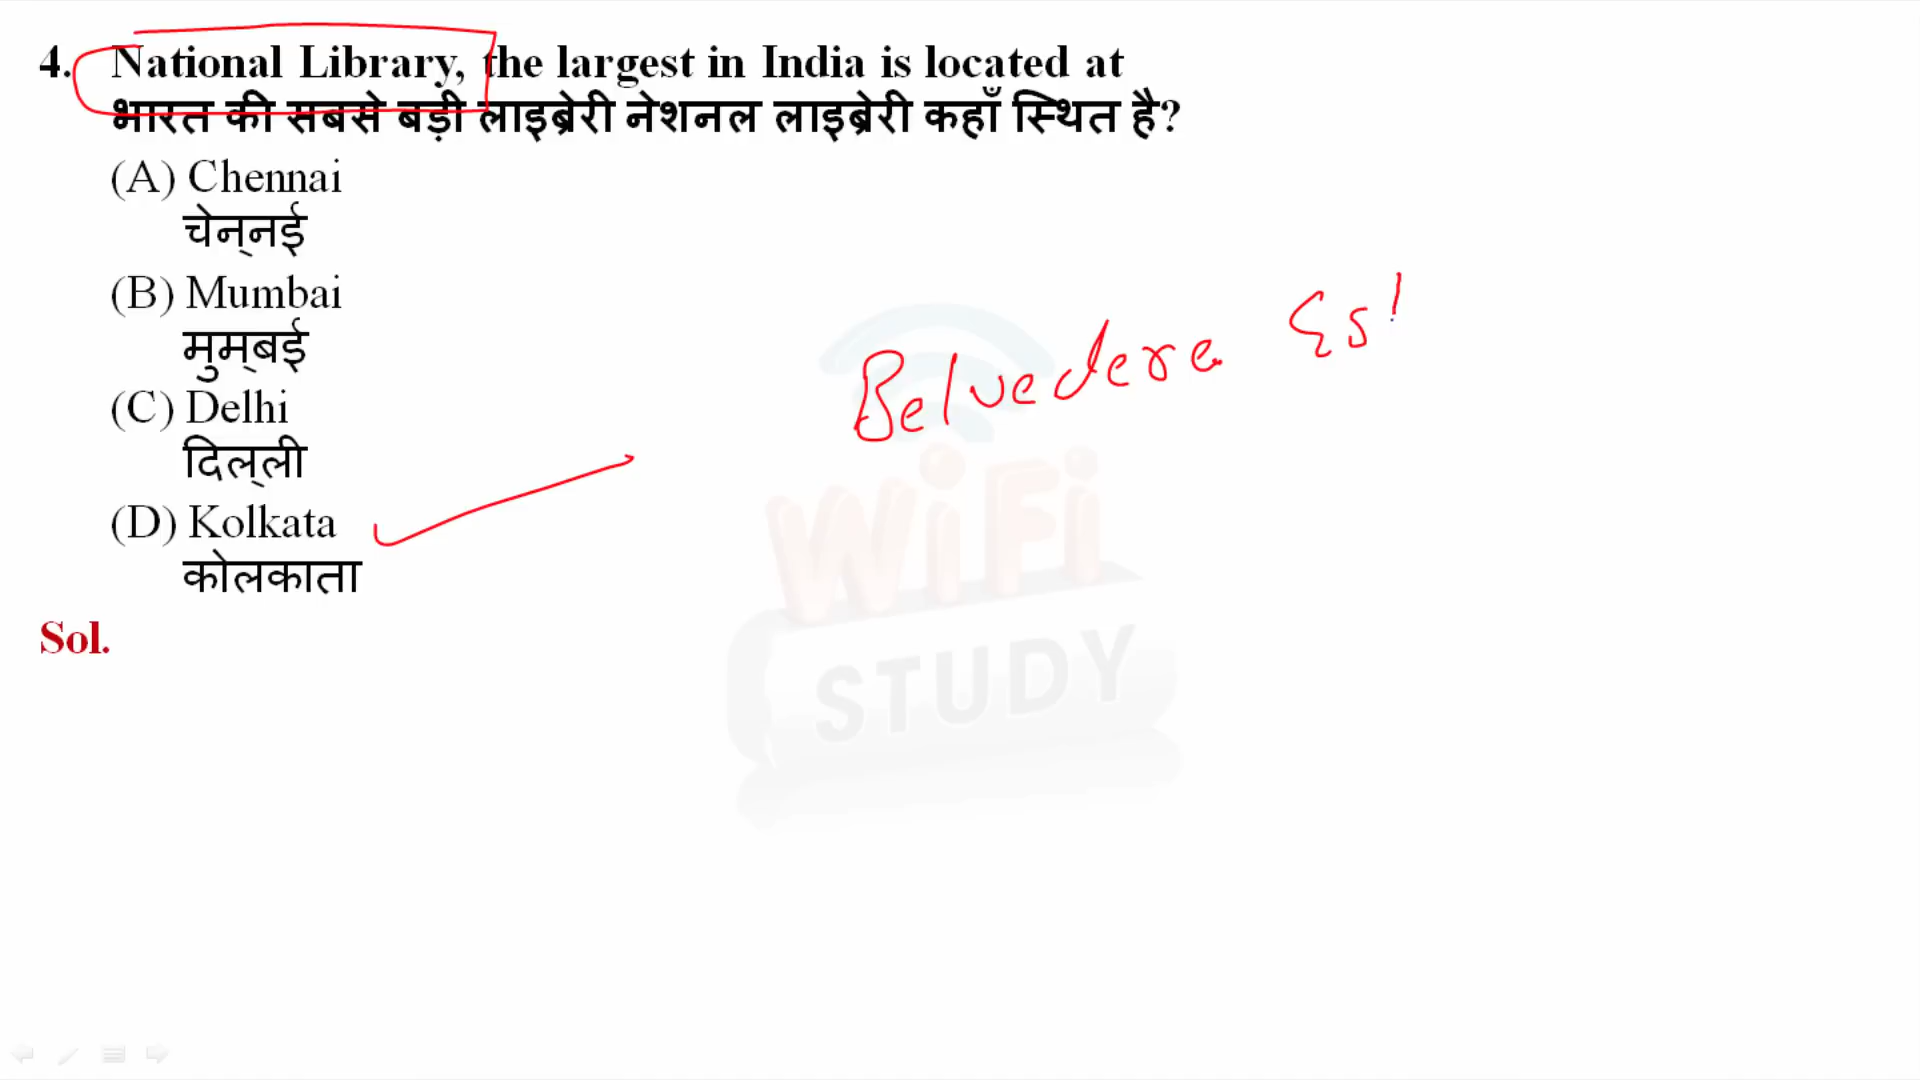 4. National Library, the largest in India is located at
भारत की सबसे बड़ी लाइब्रेरी नेशनल लाइब्रेरी कहाँ स्थित है?
(A) Chennai
चेन्नई
(B) Mumbai
मुम्बई
(C) Delhi
दिल्ली
(D) Kolkata
कोलकाता
Belvedere Est
Sol.
WiFi
STUDY